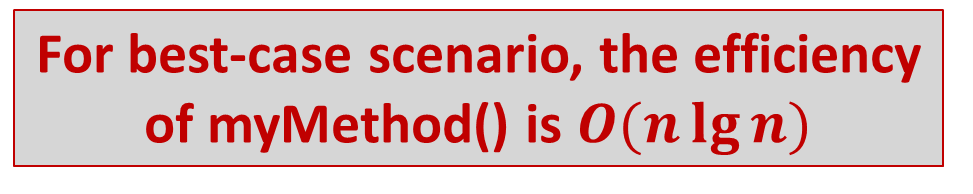 For best-case scenario, the efficiency
of myMethod() is O(n lg n)